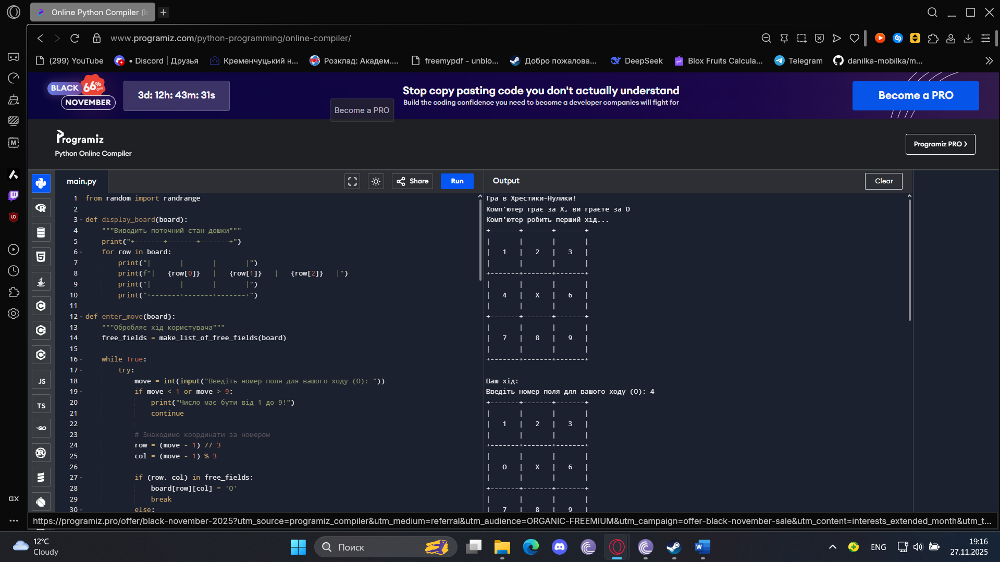 Online Python Compiler (In
www.programiz.com/python-programming/online-compiler/
(299) YouTube
• Discord | Друзья
Кременчуцький н...
Розклад: Академ....
freemypdf - unblo...
Добро пожалова...
DeepSeek
Blox Fruits Calcula...
Telegram
danilka-mobilka/m...
BLACK 66% OFF
NOVEMBER
3d: 12h: 43m: 31s
Stop copy pasting code you don't actually understand
Build the coding confidence you need to become a developer companies will fight for
Become a PRO
Become a PRO
Programiz
Python Online Compiler
Programiz PRO >
main.py
Share
Run
Output
Clear
1 from random import randrange
2
3 def display_board(board):
4 """Виводить поточний стан дошки"""
5 print("+-------+-------+-------+")
6 for row in board:
7 print("|       |       |       |")
8 print(f"|   {row[0]}   |   {row[1]}   |   {row[2]}   |")
9 print("|       |       |       |")
10 print("+-------+-------+-------+")
11
12 def enter_move(board):
13 """Обробляє хід користувача"""
14 free_fields = make_list_of_free_fields(board)
15
16 while True:
17 try:
18 move = int(input("Введіть номер поля для вашого ходу (O): "))
19 if move < 1 or move > 9:
20 print("Число має бути від 1 до 9!")
21 continue
22
23 # Знаходимо координати за номером
24 row = (move - 1) // 3
25 col = (move - 1) % 3
26
27 if (row, col) in free_fields:
28 board[row][col] = 'O'
29 break
30 else:
Гра в Хрестики-Нулики!
Комп'ютер грає за X, ви граєте за O
Комп'ютер робить перший хід...
+-------+-------+-------+
|       |       |       |
|   1   |   2   |   3   |
|       |       |       |
+-------+-------+-------+
|       |       |       |
|   4   |   X   |   6   |
|       |       |       |
+-------+-------+-------+
|       |       |       |
|   7   |   8   |   9   |
|       |       |       |
+-------+-------+-------+
Ваш хід:
Введіть номер поля для вашого ходу (O): 4
+-------+-------+-------+
|       |       |       |
|   1   |   2   |   3   |
|       |       |       |
+-------+-------+-------+
|       |       |       |
|   O   |   X   |   6   |
|       |       |       |
+-------+-------+-------+
|       |       |       |
|   7   |   8   |   9   |
JS
TS
GO
GX
https://programiz.pro/offer/black-november-2025?utm_source=programiz_compiler&utm_medium=referral&utm_audience=ORGANIC-FREEMIUM&utm_campaign=offer-black-november-sale&utm_content=interests_extended_month&utm_t...
12°C
Cloudy
Поиск
ENG
19:16
27.11.2025